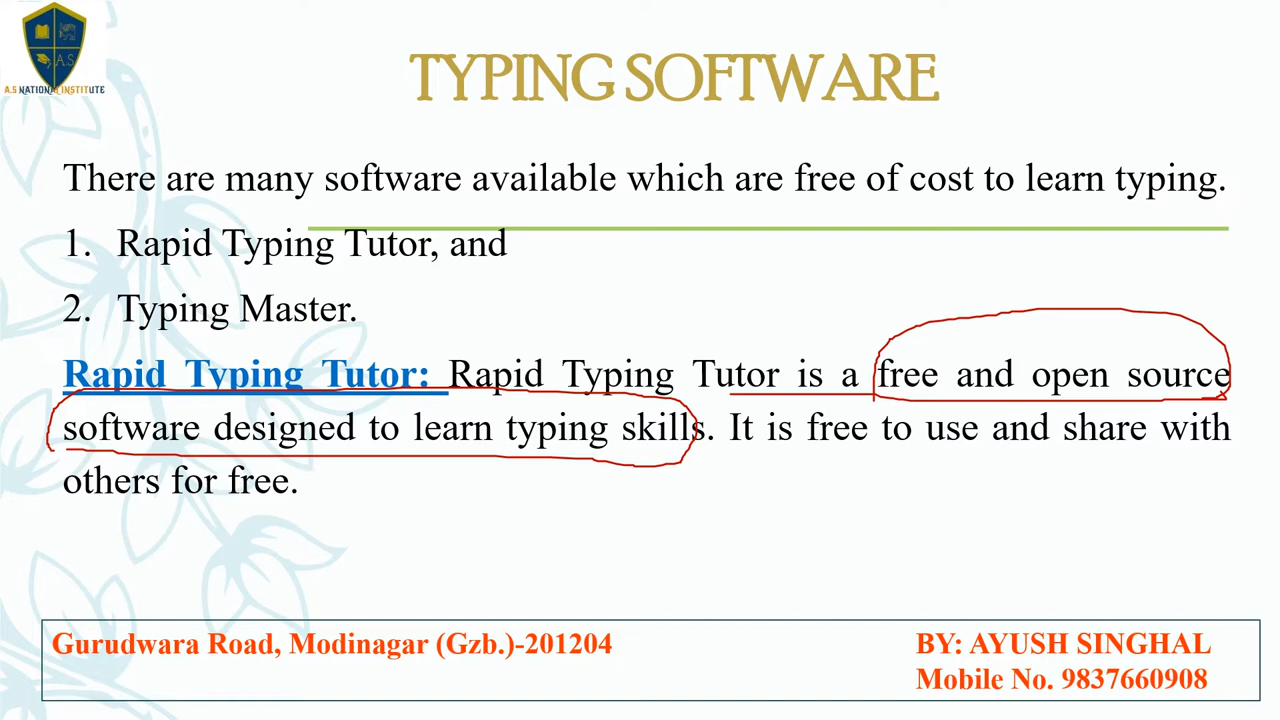 A.S
A.S NATIONAL INSTITUTE
TYPING SOFTWARE
There are many software available which are free of cost to learn typing.
1. Rapid Typing Tutor, and
2. Typing Master.
Rapid Typing Tutor: Rapid Typing Tutor is a free and open source
software designed to learn typing skills. It is free to use and share with
others for free.
Gurudwara Road, Modinagar (Gzb.)-201204
BY: AYUSH SINGHAL
Mobile No. 9837660908